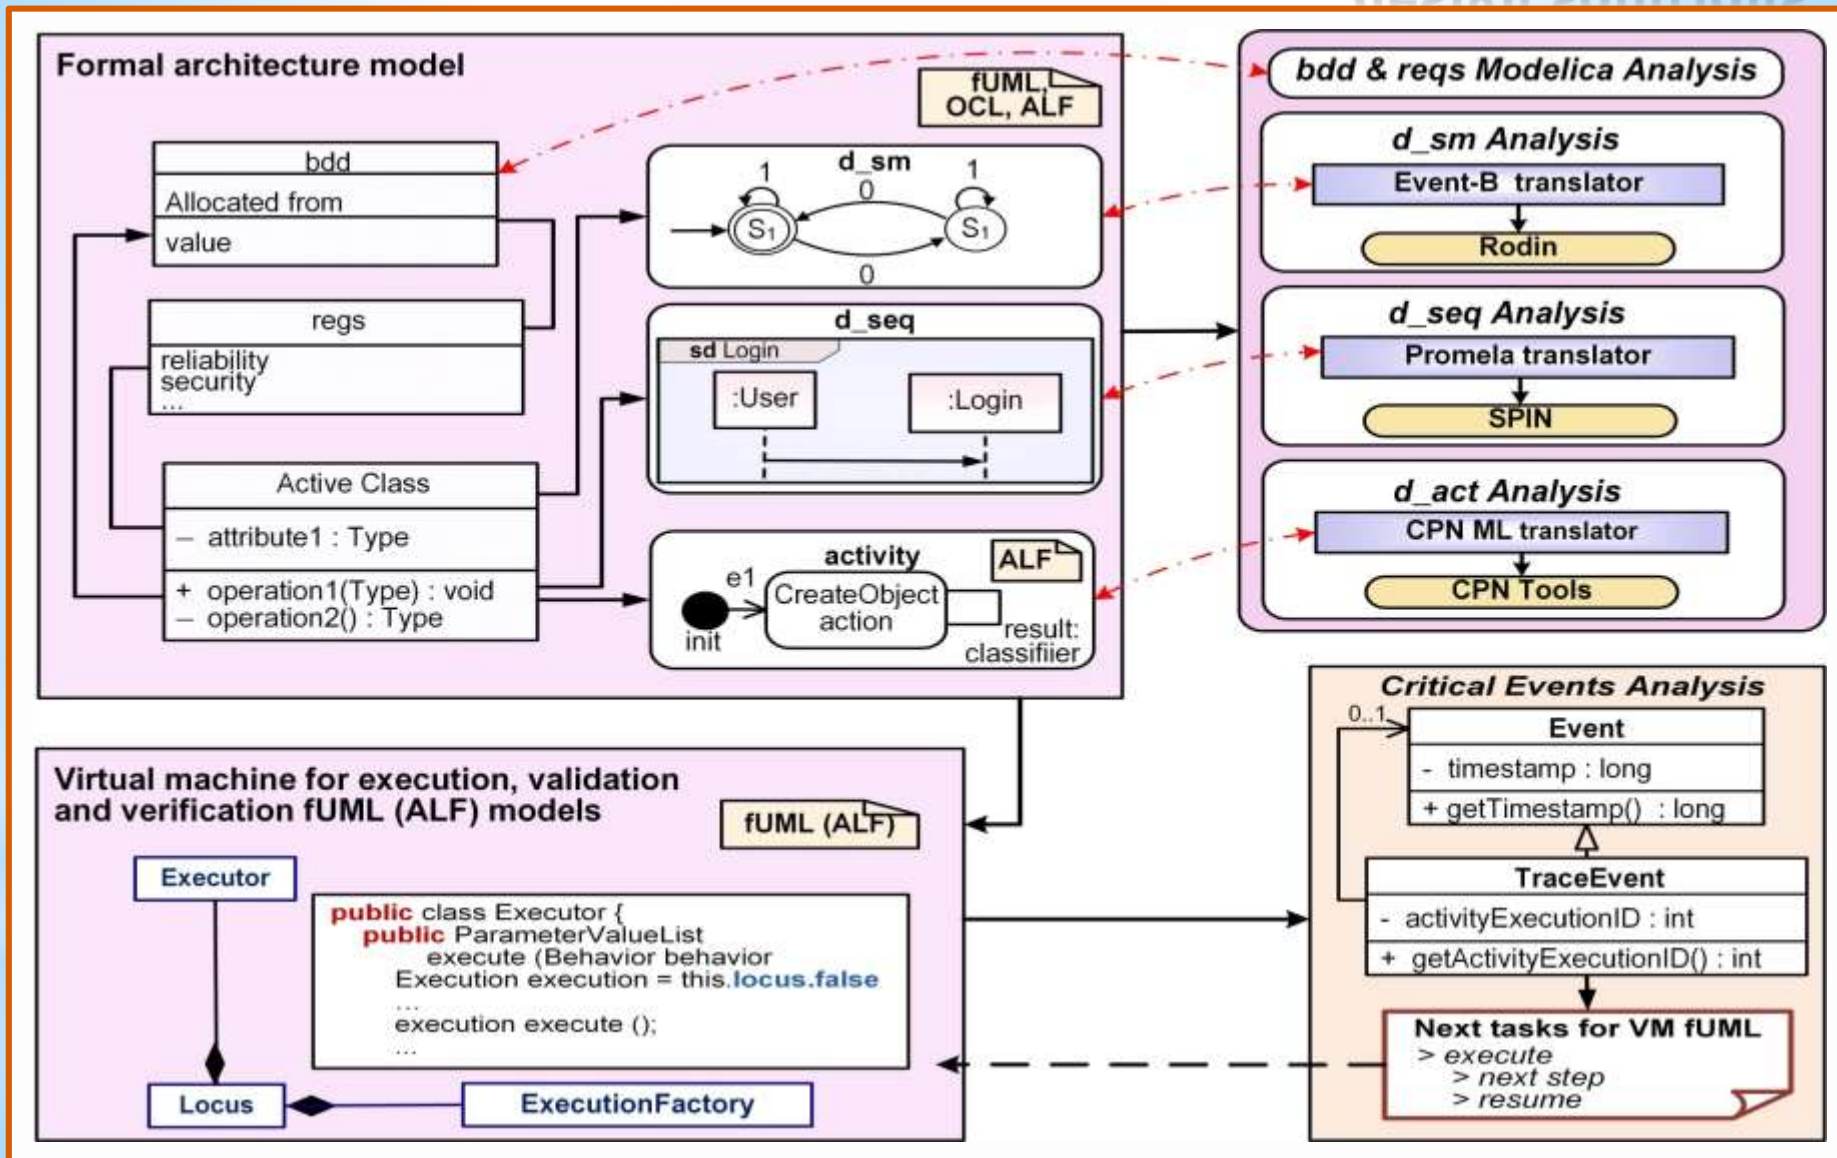 Formal architecture model
fUML,
OCL, ALF
bdd
Allocated from
value
regs
reliability
security
...
Active Class
– attribute1 : Type
+ operation1(Type) : void
– operation2() : Type
d_sm
1
0
1
S1
S1
0
d_seq
sd Login
:User
:Login
activity
ALF
e1
CreateObject
action
init
result:
classifiier
bdd & reqs Modelica Analysis
d_sm Analysis
Event-B translator
Rodin
d_seq Analysis
Promela translator
SPIN
d_act Analysis
CPN ML translator
CPN Tools
Virtual machine for execution, validation
and verification fUML (ALF) models
fUML (ALF)
Executor
public class Executor {
public ParameterValueList
execute (Behavior behavior
Execution execution = this.locus.false
...
execution execute ();
...
Locus
ExecutionFactory
Critical Events Analysis
0..1
Event
- timestamp : long
+ getTimestamp() : long
TraceEvent
- activityExecutionID : int
+ getActivityExecutionID() : int
Next tasks for VM fUML
> execute
> next step
> resume